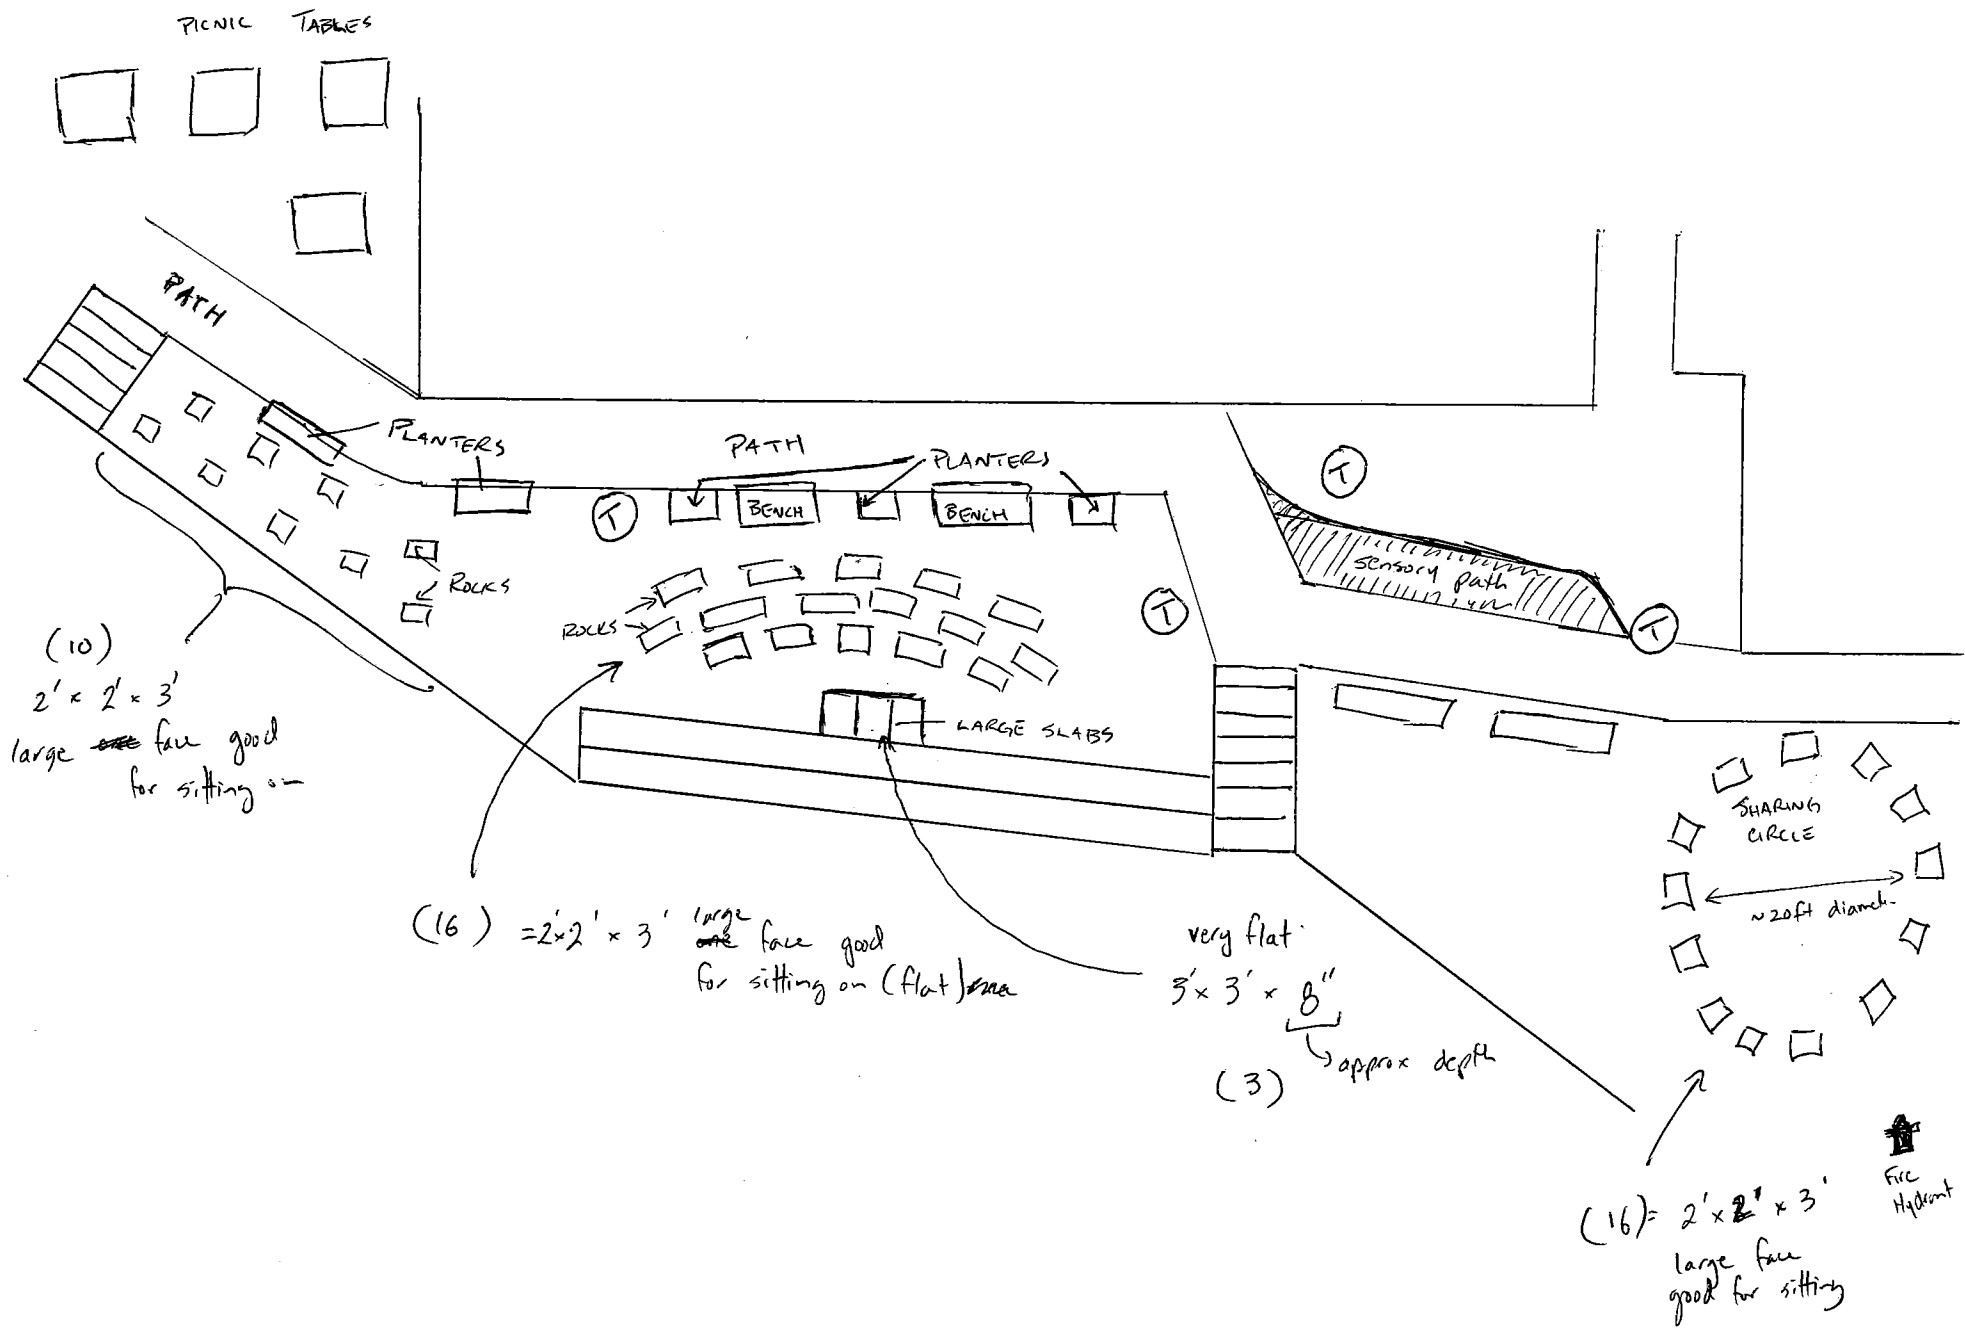 PICNIC TABLES
PATH
PLANTERS
PATH
PLANTERS
BENCH
BENCH
T
T
T
T
sensory path
ROCKS
ROCKS
LARGE SLABS
(10)
2' × 2' × 3'
large face good
for sitting on
(16) = 2'×2' × 3' large face good
for sitting on (flat)
very flat
3' × 3' × 8"
approx depth
(3)
SHARING
CIRCLE
~20ft diameter
Fire
Hydrant
(16) = 2' × 2' × 3'
large face
good for sitting